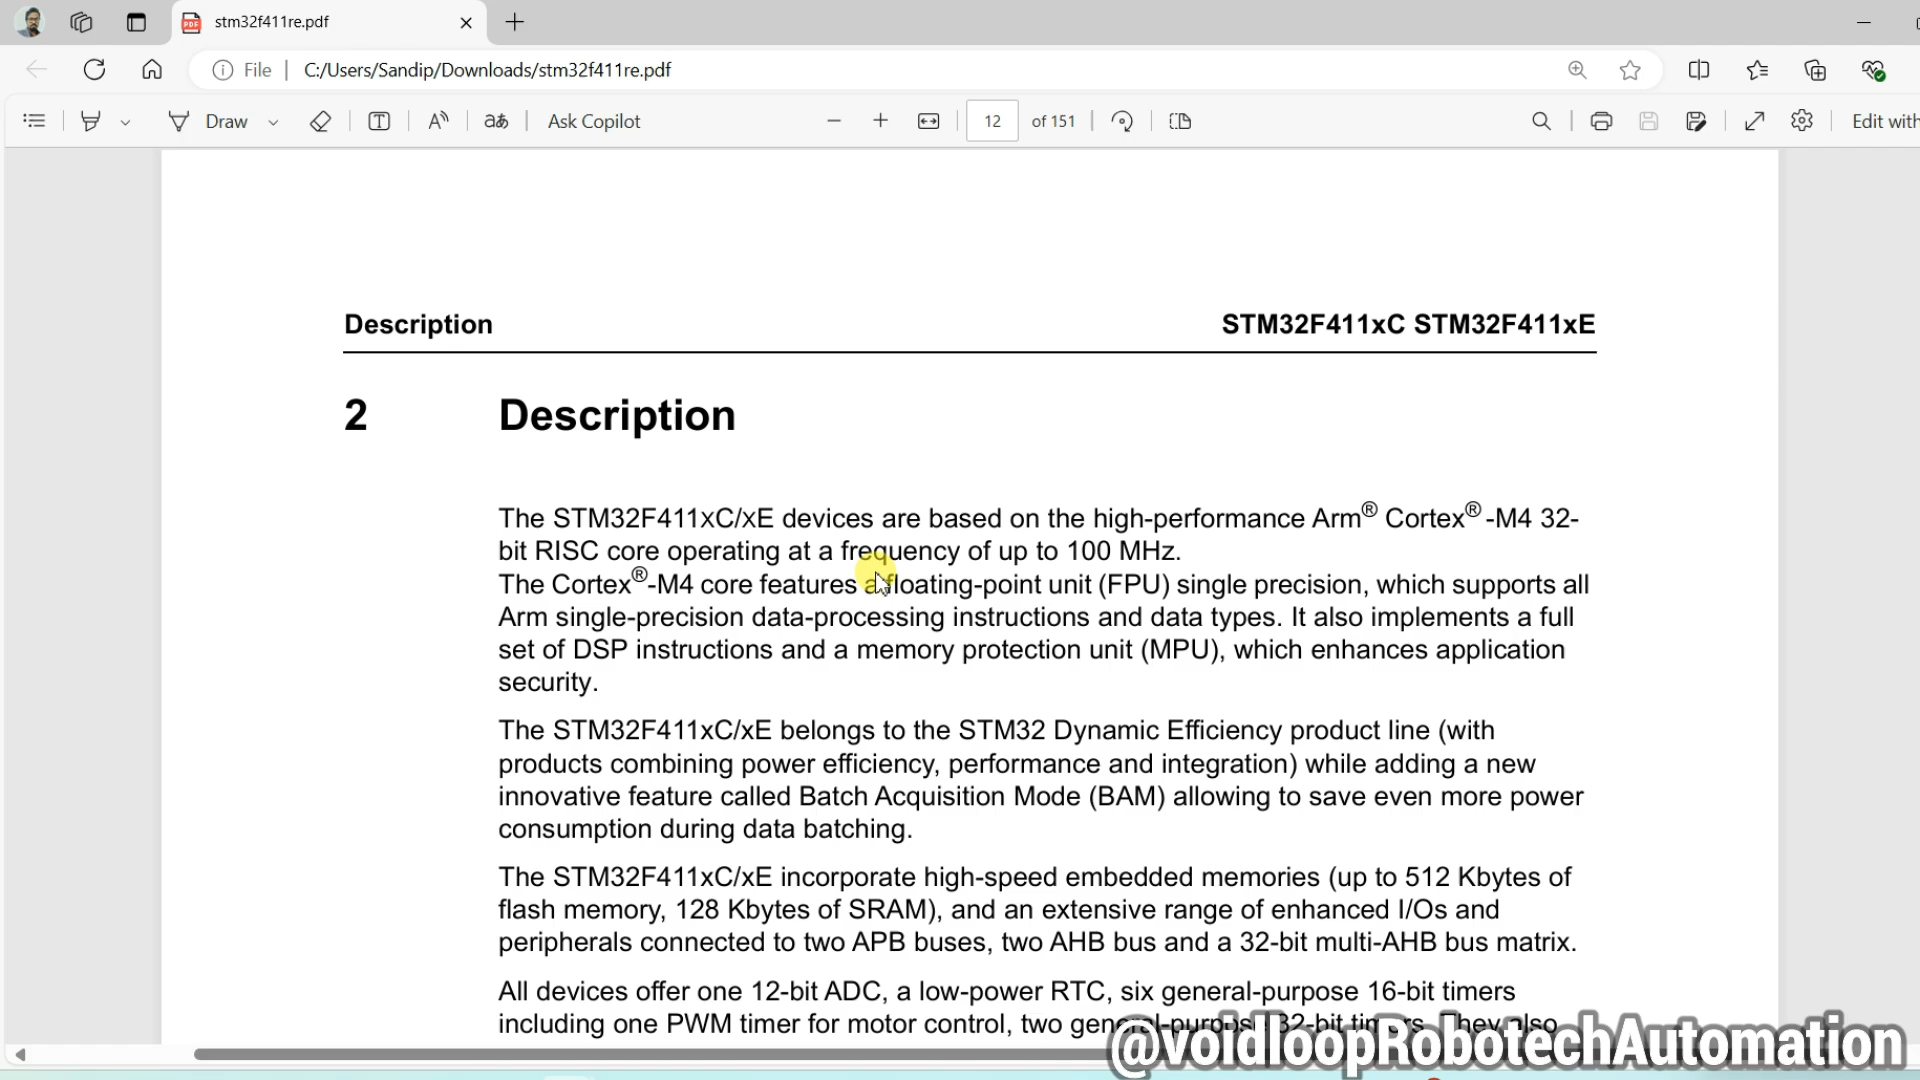 stm32f411re.pdf
File | C:/Users/Sandip/Downloads/stm32f411re.pdf
Draw
aあ
Ask Copilot
12 of 151
Edit with
Description STM32F411xC STM32F411xE
2 Description
The STM32F411xC/xE devices are based on the high-performance Arm® Cortex®-M4 32-
bit RISC core operating at a frequency of up to 100 MHz.
The Cortex®-M4 core features a floating-point unit (FPU) single precision, which supports all
Arm single-precision data-processing instructions and data types. It also implements a full
set of DSP instructions and a memory protection unit (MPU), which enhances application
security.
The STM32F411xC/xE belongs to the STM32 Dynamic Efficiency product line (with
products combining power efficiency, performance and integration) while adding a new
innovative feature called Batch Acquisition Mode (BAM) allowing to save even more power
consumption during data batching.
The STM32F411xC/xE incorporate high-speed embedded memories (up to 512 Kbytes of
flash memory, 128 Kbytes of SRAM), and an extensive range of enhanced I/Os and
peripherals connected to two APB buses, two AHB bus and a 32-bit multi-AHB bus matrix.
All devices offer one 12-bit ADC, a low-power RTC, six general-purpose 16-bit timers
including one PWM timer for motor control, two general-purpose 32-bit timers. They also
@voidloopRobotechAutomation